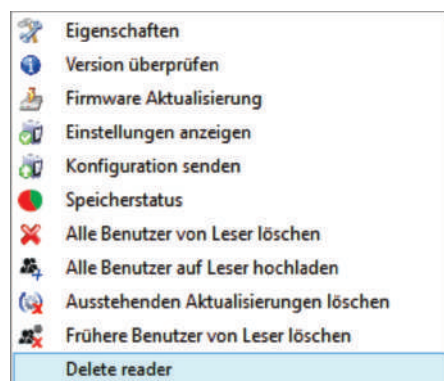 Eigenschaften
Version überprüfen
Firmware Aktualisierung
Einstellungen anzeigen
Konfiguration senden
Speicherstatus
Alle Benutzer von Leser löschen
Alle Benutzer auf Leser hochladen
Ausstehenden Aktualisierungen löschen
Frühere Benutzer von Leser löschen
Delete reader